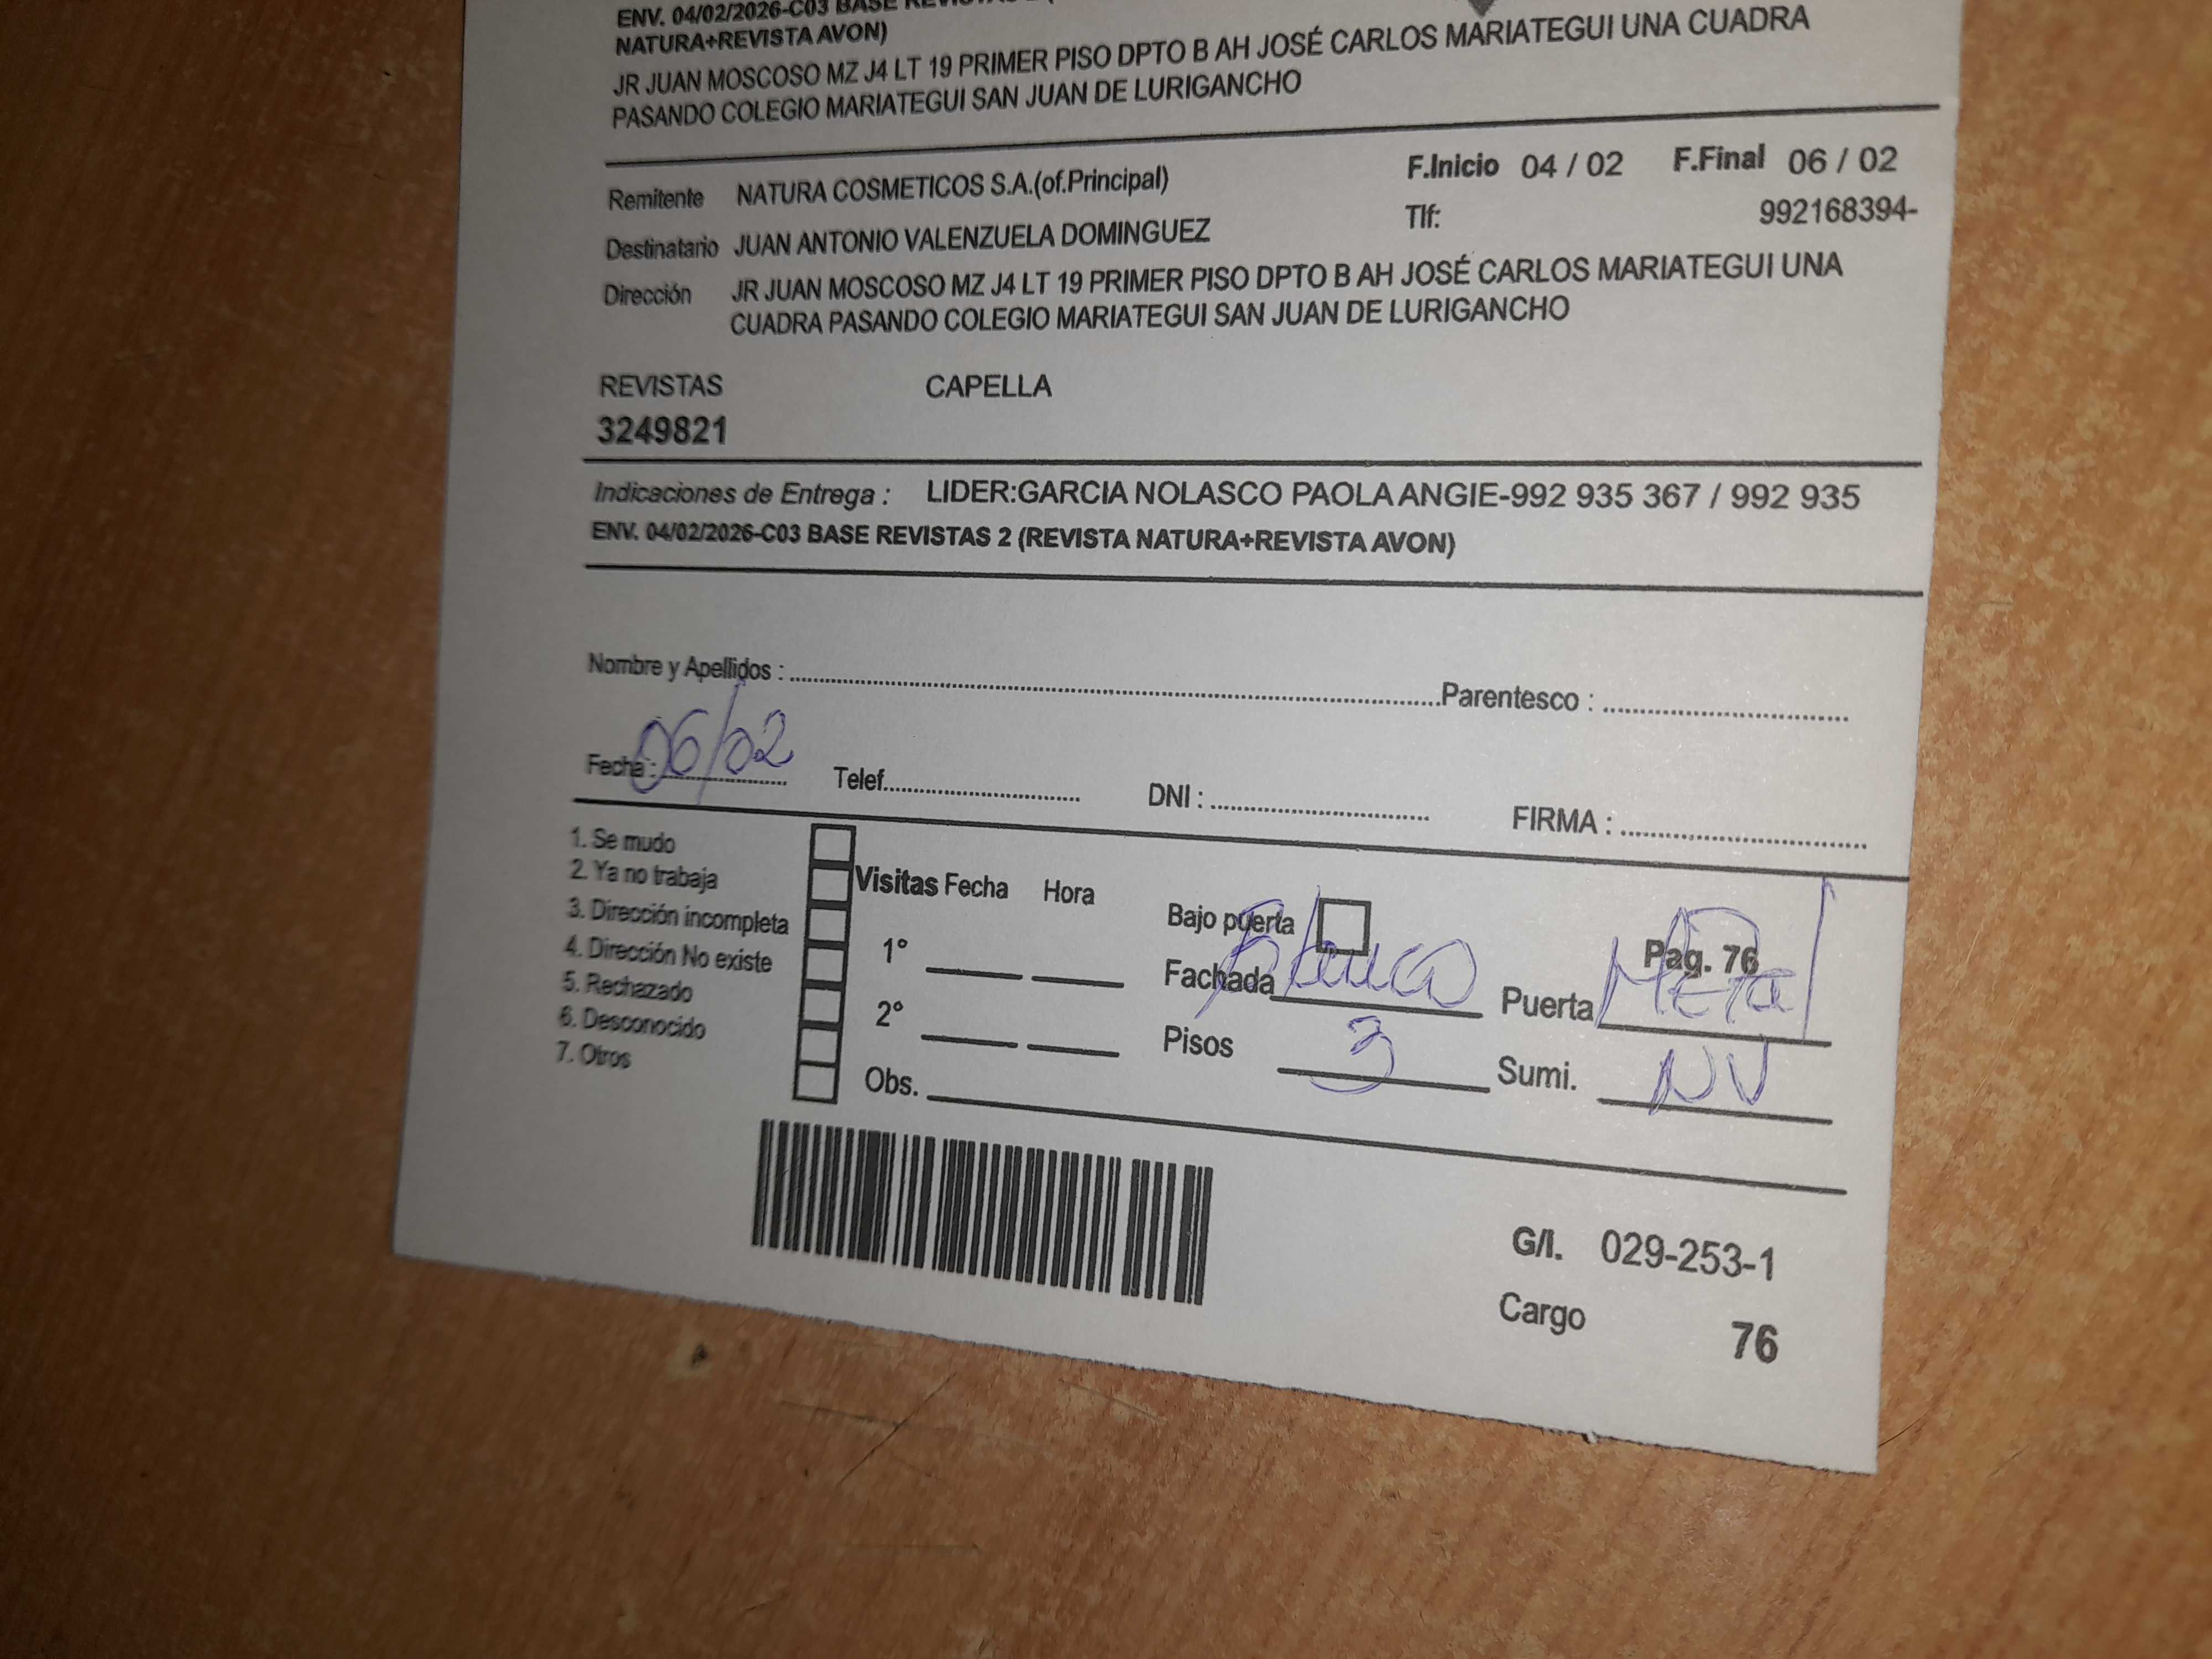 ENV. 04/02/2026-C03 BASE REVISTAS 2 (
NATURA+REVISTA AVON)
JR JUAN MOSCOSO MZ J4 LT 19 PRIMER PISO DPTO B AH JOSÉ CARLOS MARIATEGUI UNA CUADRA
PASANDO COLEGIO MARIATEGUI SAN JUAN DE LURIGANCHO
Remitente NATURA COSMETICOS S.A.(of.Principal) F.Inicio 04 / 02 F.Final 06 / 02
Destinatario JUAN ANTONIO VALENZUELA DOMINGUEZ Tlf: 992168394-
Dirección JR JUAN MOSCOSO MZ J4 LT 19 PRIMER PISO DPTO B AH JOSÉ CARLOS MARIATEGUI UNA
CUADRA PASANDO COLEGIO MARIATEGUI SAN JUAN DE LURIGANCHO
REVISTAS CAPELLA
3249821
Indicaciones de Entrega : LIDER:GARCIA NOLASCO PAOLA ANGIE-992 935 367 / 992 935
ENV. 04/02/2026-C03 BASE REVISTAS 2 (REVISTA NATURA+REVISTA AVON)
Nombre y Apellidos : Parentesco :
Fecha : 06/02 Telef. DNI : FIRMA :
1. Se mudo
2. Ya no trabaja
3. Dirección incompleta
4. Dirección No existe
5. Rechazado
6. Desconocido
7. Otros
Visitas Fecha Hora
1°
2°
Obs.
Bajo puerta Pag. 76
Fachada Blanco Puerta Metal
Pisos 3 Sumi. NV
G/I. 029-253-1
Cargo 76